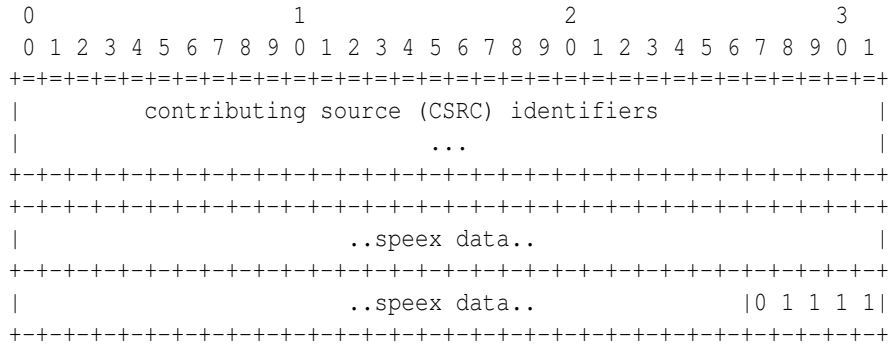 0                   1                   2                   3
0 1 2 3 4 5 6 7 8 9 0 1 2 3 4 5 6 7 8 9 0 1 2 3 4 5 6 7 8 9 0 1
+=+=+=+=+=+=+=+=+=+=+=+=+=+=+=+=+=+=+=+=+=+=+=+=+=+=+=+=+=+=+=+=+
|         contributing source (CSRC) identifiers                |
|                              ...                              |
+-+-+-+-+-+-+-+-+-+-+-+-+-+-+-+-+-+-+-+-+-+-+-+-+-+-+-+-+-+-+-+-+
+-+-+-+-+-+-+-+-+-+-+-+-+-+-+-+-+-+-+-+-+-+-+-+-+-+-+-+-+-+-+-+-+
|                        ..speex data..                         |
+-+-+-+-+-+-+-+-+-+-+-+-+-+-+-+-+-+-+-+-+-+-+-+-+-+-+-+-+-+-+-+-+
|                        ..speex data..               |0 1 1 1 1|
+-+-+-+-+-+-+-+-+-+-+-+-+-+-+-+-+-+-+-+-+-+-+-+-+-+-+-+-+-+-+-+-+